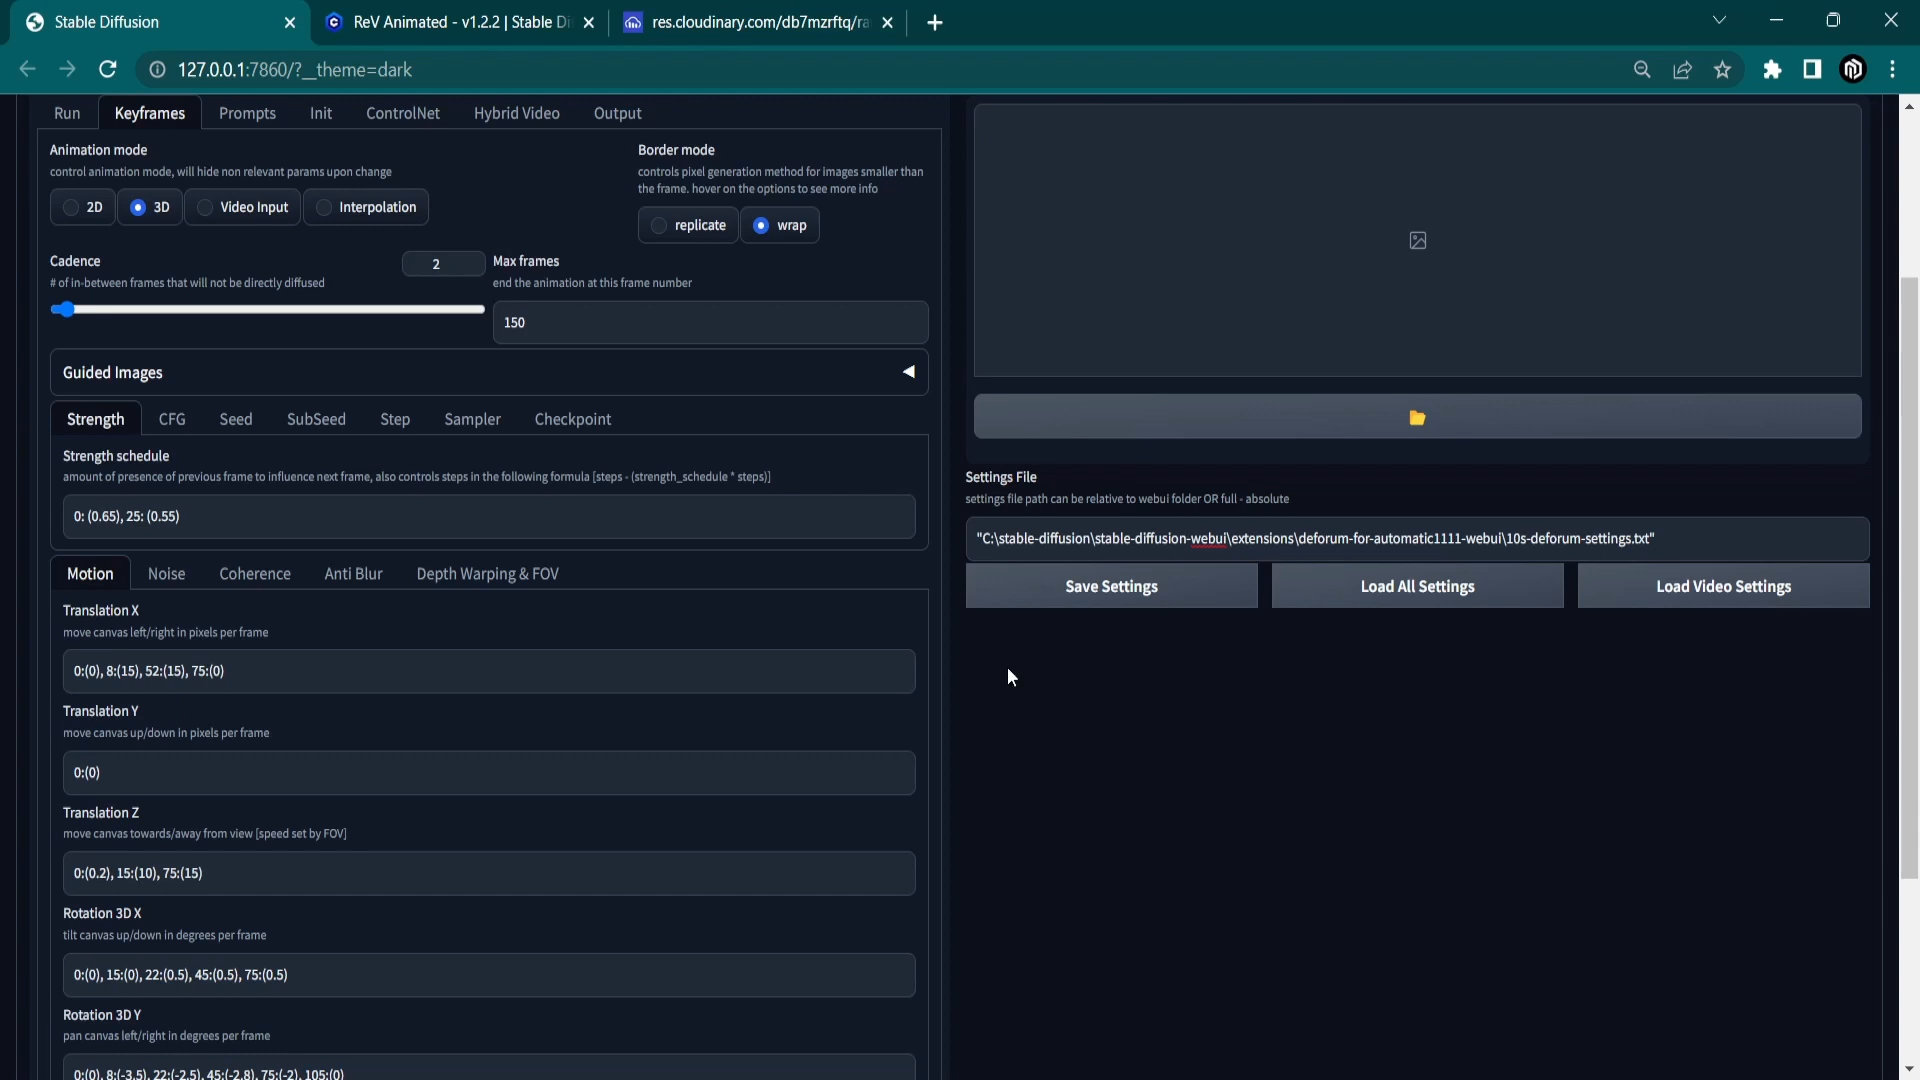 Stable Diffusion
ReV Animated - v1.2.2 | Stable Di
res.cloudinary.com/db7mzrftq/ra
127.0.0.1:7860/?__theme=dark
Run Keyframes Prompts Init ControlNet Hybrid Video Output
Animation mode
control animation mode, will hide non relevant params upon change
2D 3D Video Input Interpolation
Border mode
controls pixel generation method for images smaller than
the frame. hover on the options to see more info
replicate wrap
Cadence
# of in-between frames that will not be directly diffused
2
Max frames
end the animation at this frame number
150
Guided Images
Strength CFG Seed SubSeed Step Sampler Checkpoint
Strength schedule
amount of presence of previous frame to influence next frame, also controls steps in the following formula [steps - (strength_schedule * steps)]
0: (0.65), 25: (0.55)
Motion Noise Coherence Anti Blur Depth Warping & FOV
Translation X
move canvas left/right in pixels per frame
0:(0), 8:(15), 52:(15), 75:(0)
Translation Y
move canvas up/down in pixels per frame
0:(0)
Translation Z
move canvas towards/away from view [speed set by FOV]
0:(0.2), 15:(10), 75:(15)
Rotation 3D X
tilt canvas up/down in degrees per frame
0:(0), 15:(0), 22:(0.5), 45:(0.5), 75:(0.5)
Rotation 3D Y
pan canvas left/right in degrees per frame
0:(0), 8:(-3.5), 22:(-2.5), 45:(-2.8), 75:(-2), 105:(0)
Settings File
settings file path can be relative to webui folder OR full - absolute
"C:\stable-diffusion\stable-diffusion-webui\extensions\deforum-for-automatic1111-webui\10s-deforum-settings.txt"
Save Settings Load All Settings Load Video Settings